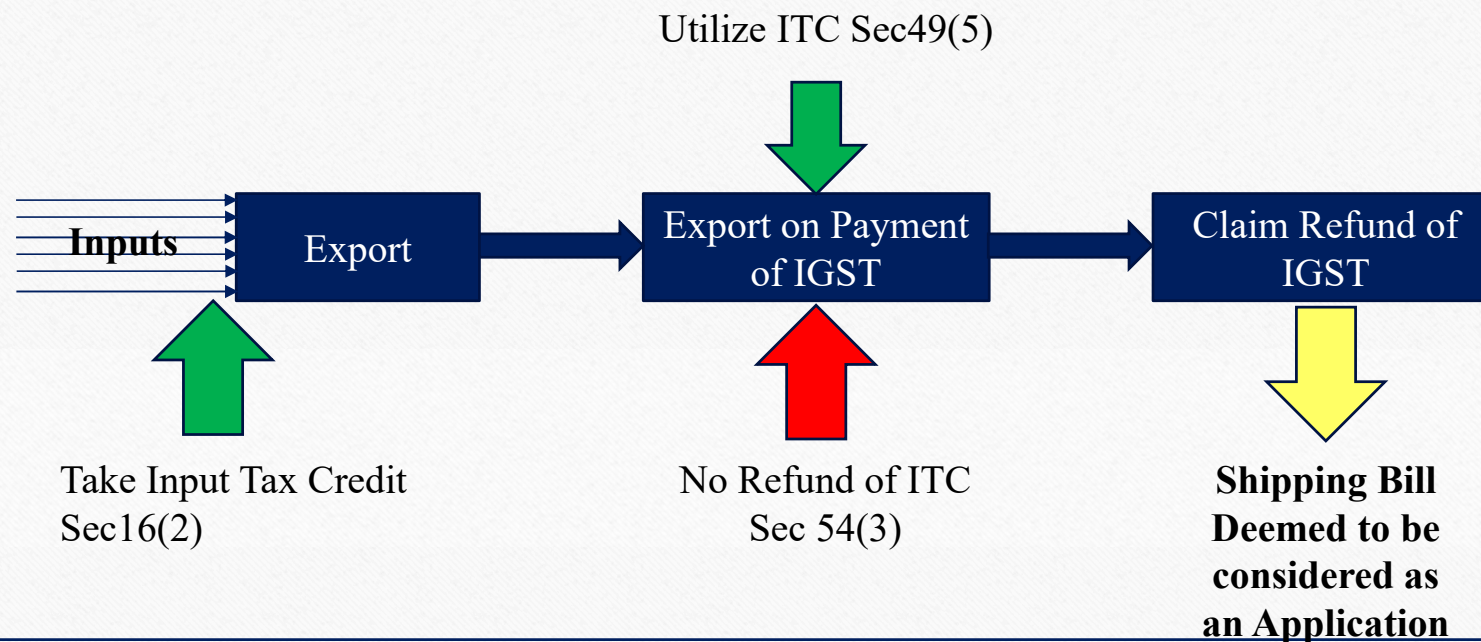 Utilize ITC Sec49(5)
Inputs
Export
Export on Payment
of IGST
Claim Refund of
IGST
Take Input Tax Credit
Sec16(2)
No Refund of ITC
Sec 54(3)
Shipping Bill
Deemed to be
considered as
an Application